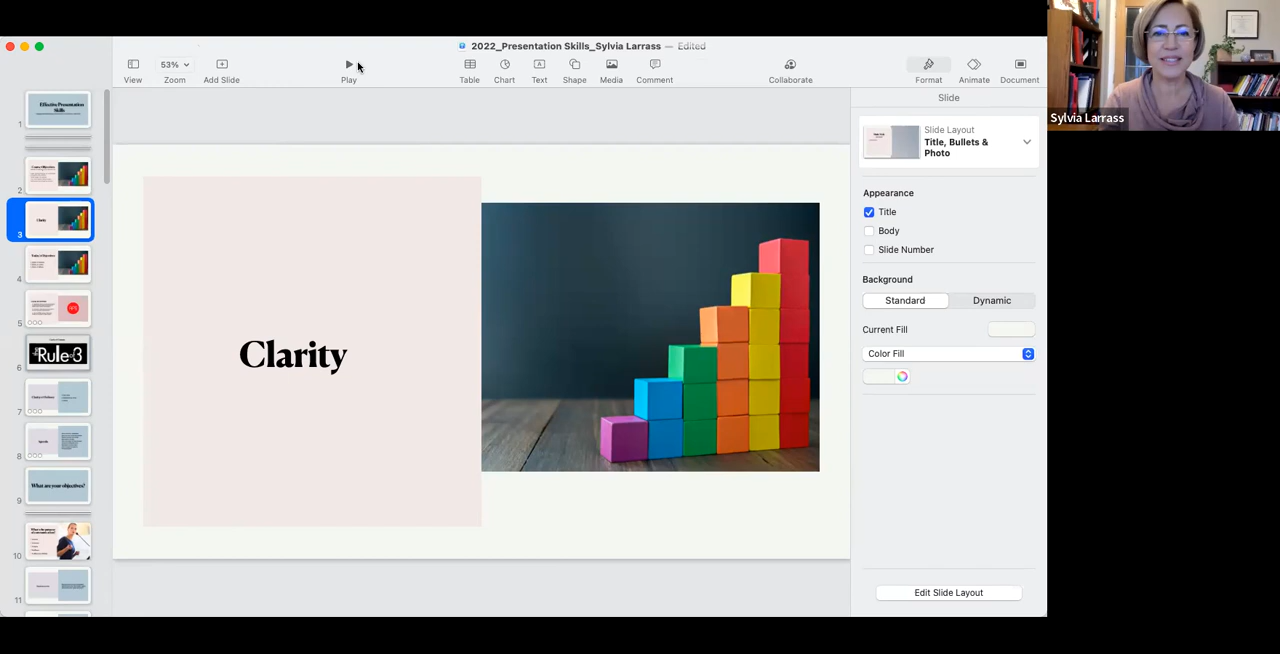 2022_Presentation Skills_Sylvia Larrass — Edited
53%
View
Zoom
Add Slide
Play
Table
Chart
Text
Shape
Media
Comment
Collaborate
Format
Animate
Document
Sylvia Larrass
Effective Presentation
Skills
1
2
Clarity
3
4
5
Rule 3
6
7
Agenda
8
What are your objectives?
9
10
11
Clarity
Slide
Slide Layout
Title, Bullets &
Photo
Appearance
Title
Body
Slide Number
Background
Standard
Dynamic
Current Fill
Color Fill
Edit Slide Layout